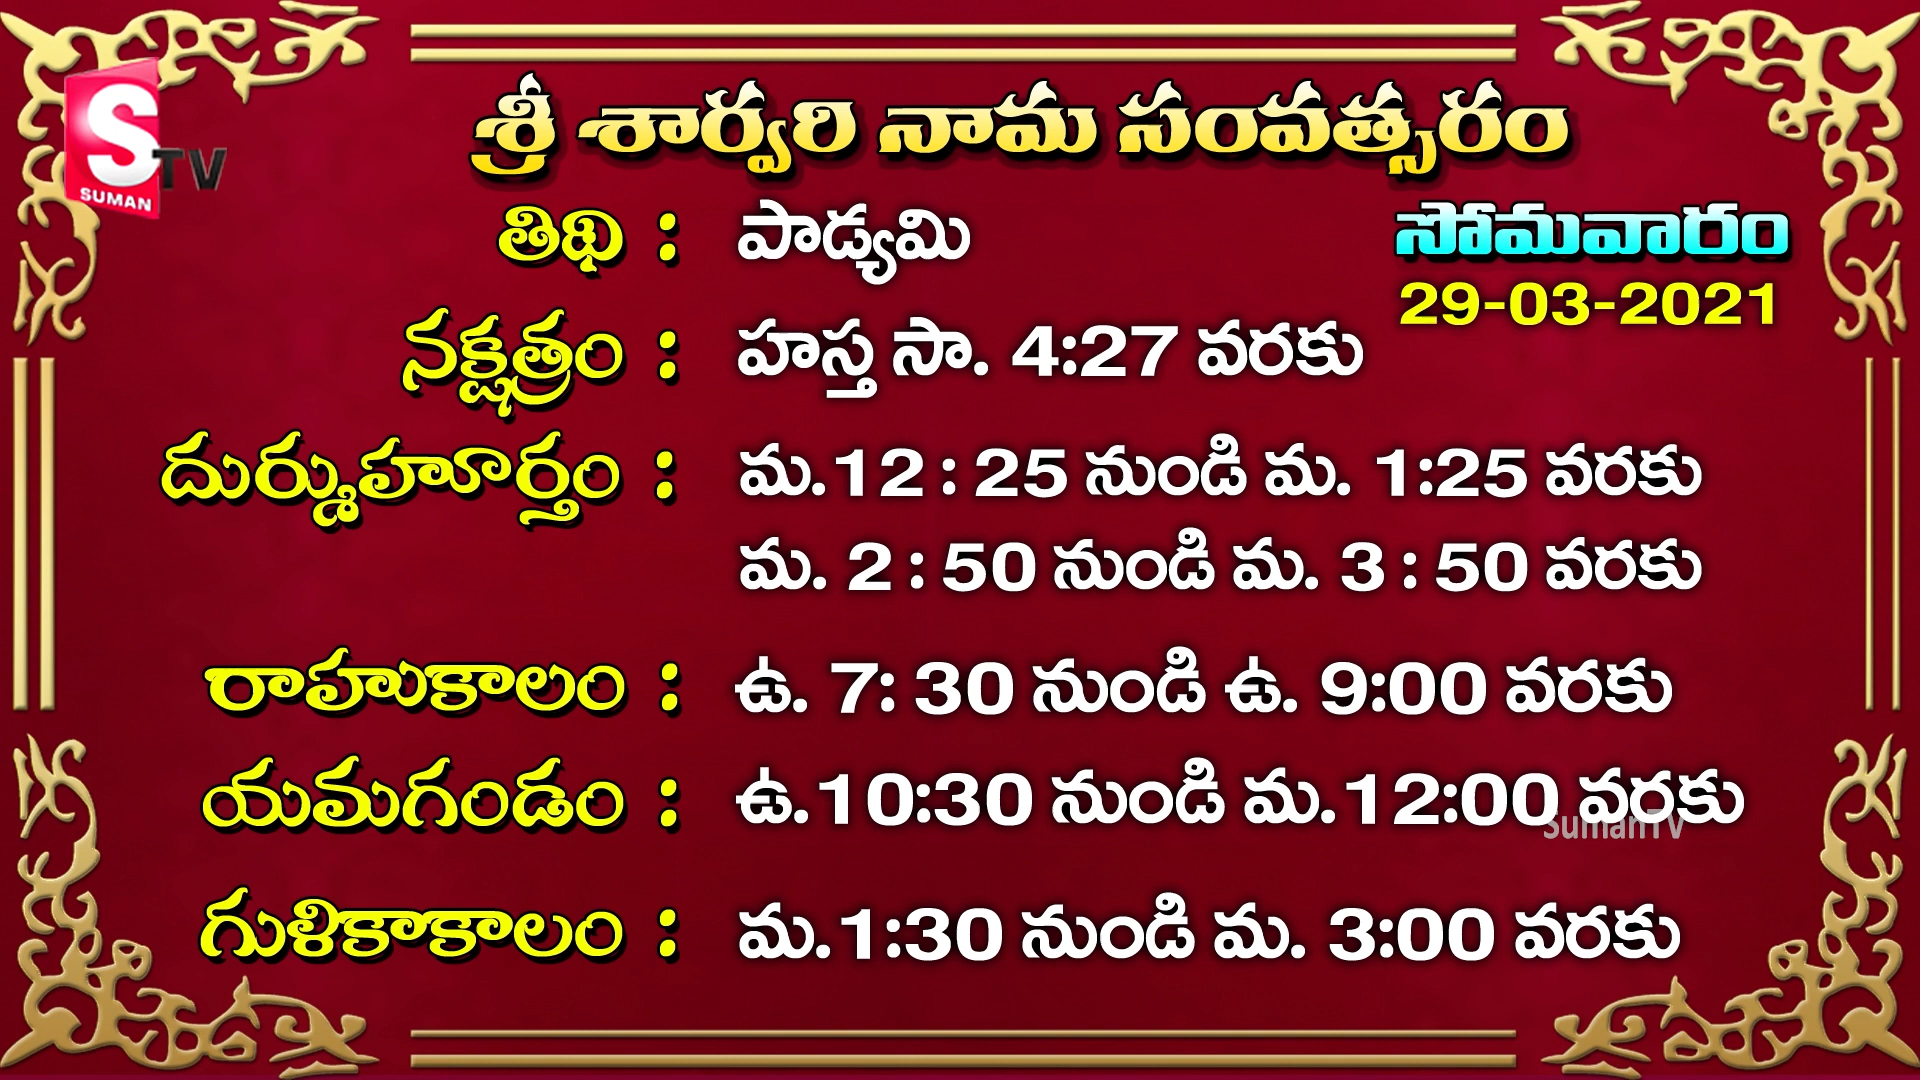 S TV
SUMAN
శ్రీ శార్వరి నామ సంవత్సరం
తిథి : పాడ్యమి
సోమవారం
29-03-2021
నక్షత్రం : హస్త సా. 4:27 వరకు
దుర్ముహూర్తం : మ.12 : 25 నుండి మ. 1:25 వరకు
మ. 2 : 50 నుండి మ. 3 : 50 వరకు
రాహుకాలం : ఉ. 7: 30 నుండి ఉ. 9:00 వరకు
యమగండం : ఉ.10:30 నుండి మ.12:00 వరకు
SumanTV
గుళికాకాలం : మ.1:30 నుండి మ. 3:00 వరకు